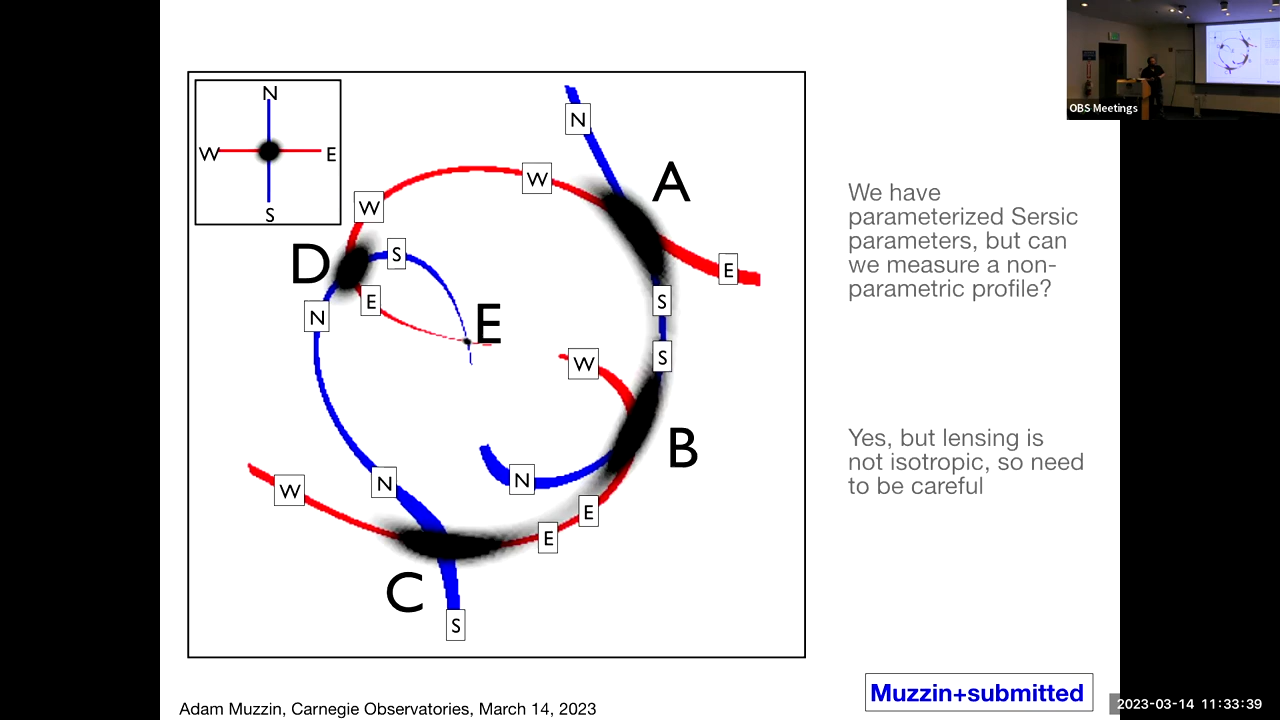 OBS Meetings
N
W
E
S
N
A
W
W
E
D
S
E
N
E
S
S
W
B
N
W
N
E
E
C
S
We have
parameterized Sersic
parameters, but can
we measure a non-
parametric profile?
Yes, but lensing is
not isotropic, so need
to be careful
Muzzin+submitted
Adam Muzzin, Carnegie Observatories, March 14, 2023
2023-03-14 11:33:39